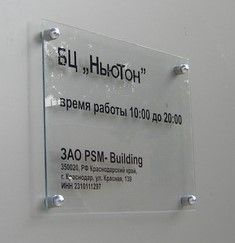 БЦ „Ньютон"
время работы 10:00 до 20:00
ЗАО PSM- Building
350020, РФ Краснодарский край,
г. Краснодар, ул. Красная, 139
ИНН 2310111297